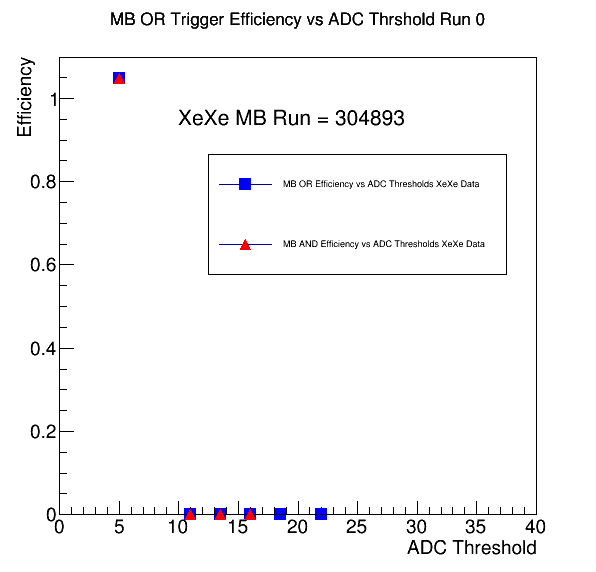 MB OR Trigger Efficiency vs ADC Thrshold Run 0
Efficiency
XeXe MB Run = 304893
MB OR Efficiency vs ADC Thresholds XeXe Data
MB AND Efficiency vs ADC Thresholds XeXe Data
1
0.8
0.6
0.4
0.2
0
0 5 10 15 20 25 30 35 40
ADC Threshold